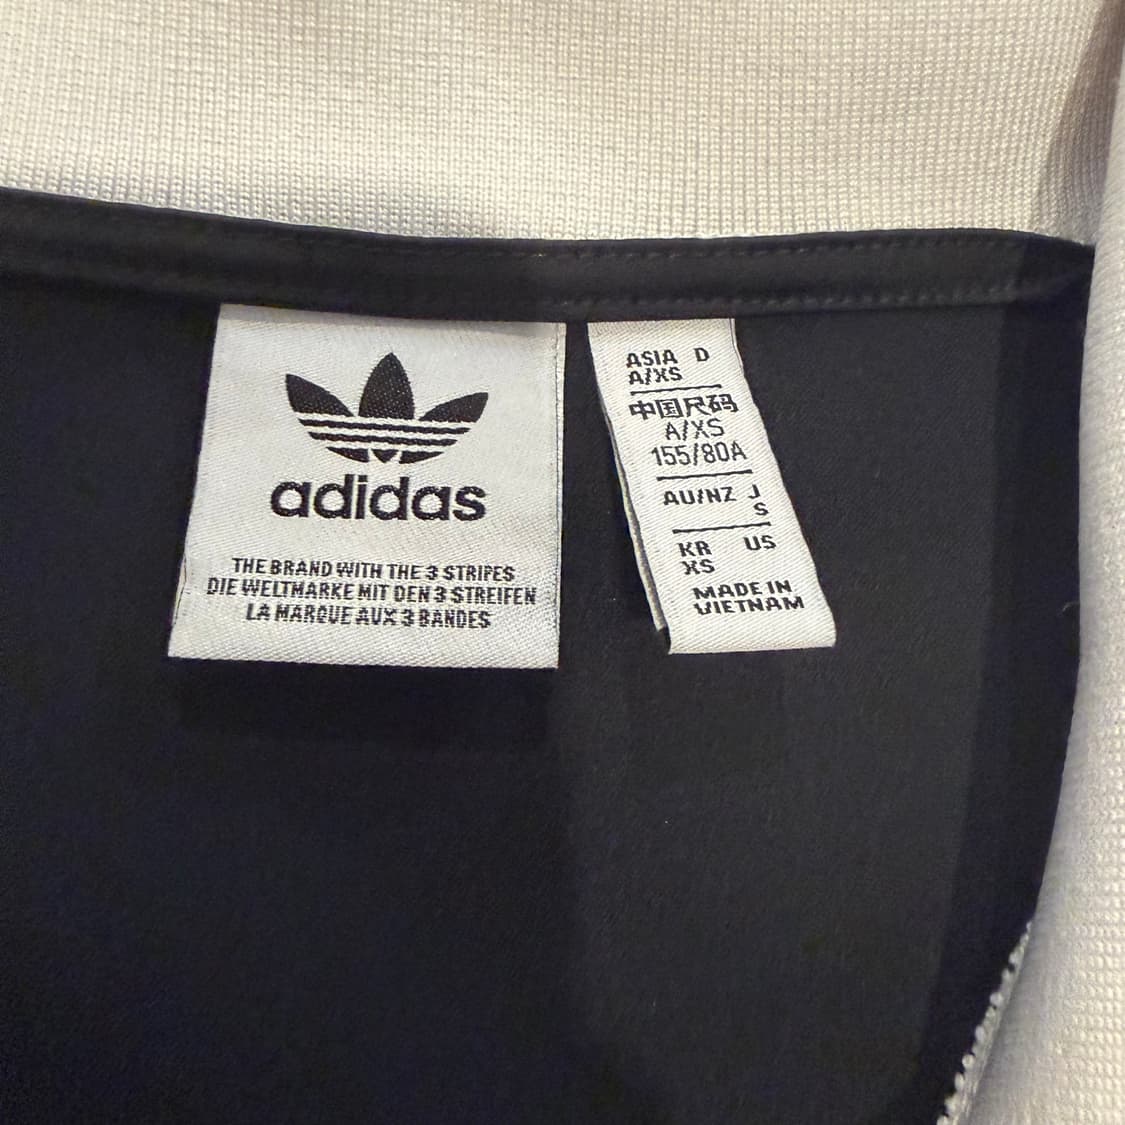 adidas
THE BRAND WITH THE 3 STRIPES
DIE WELTMARKE MIT DEN 3 STREIFEN
LA MARQUE AUX 3 BANDES
ASIA D
A/XS
中国尺码
A/XS
155/80A
AU/NZ J
S
KR US
XS
MADE IN
VIETNAM